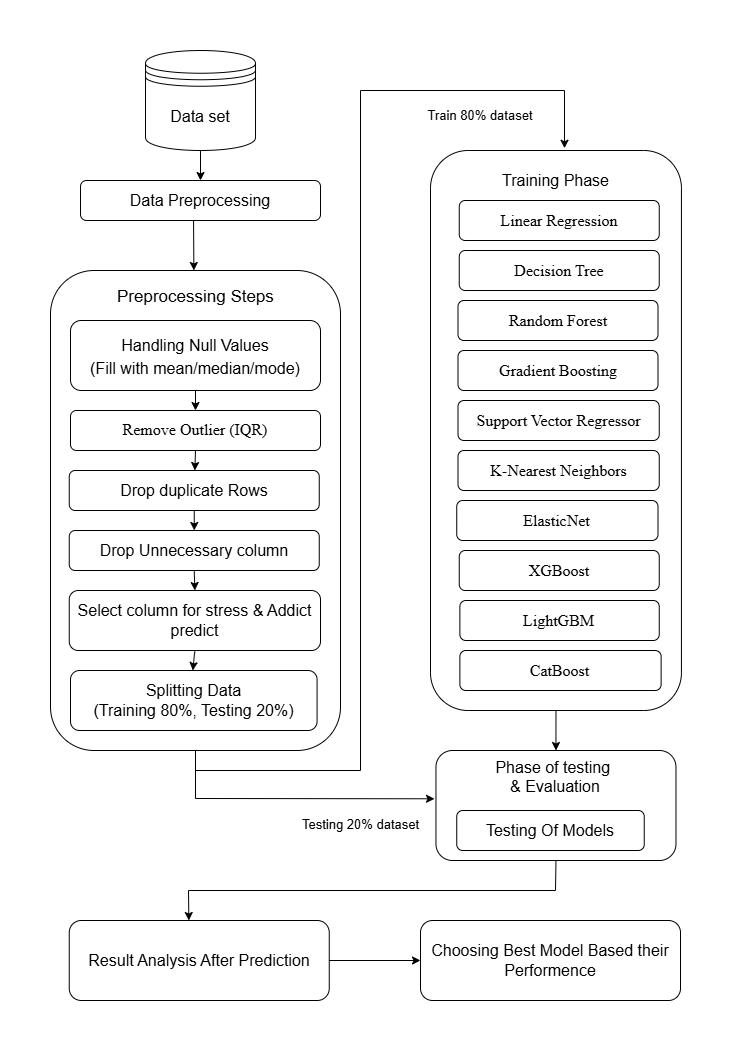 Data set
Data Preprocessing
Preprocessing Steps
Handling Null Values
(Fill with mean/median/mode)
Remove Outlier (IQR)
Drop duplicate Rows
Drop Unnecessary column
Select column for stress & Addict
predict
Splitting Data
(Training 80%, Testing 20%)
Train 80% dataset
Training Phase
Linear Regression
Decision Tree
Random Forest
Gradient Boosting
Support Vector Regressor
K-Nearest Neighbors
ElasticNet
XGBoost
LightGBM
CatBoost
Testing 20% dataset
Phase of testing
& Evaluation
Testing Of Models
Result Analysis After Prediction
Choosing Best Model Based their
Performence